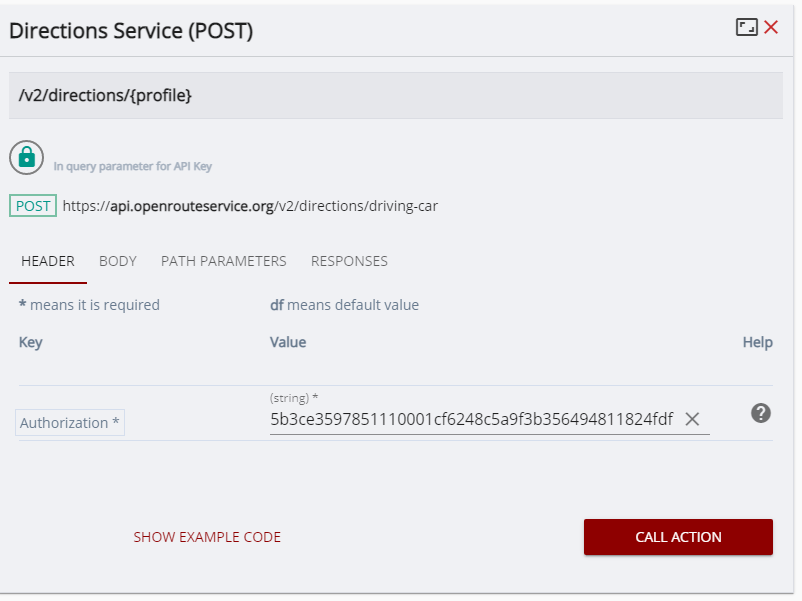 Directions Service (POST)
/v2/directions/{profile}
In query parameter for API Key
POST https://api.openrouteservice.org/v2/directions/driving-car
HEADER BODY PATH PARAMETERS RESPONSES
* means it is required df means default value
Key Value Help
(string) *
Authorization * 5b3ce3597851110001cf6248c5a9f3b356494811824fdf
SHOW EXAMPLE CODE CALL ACTION